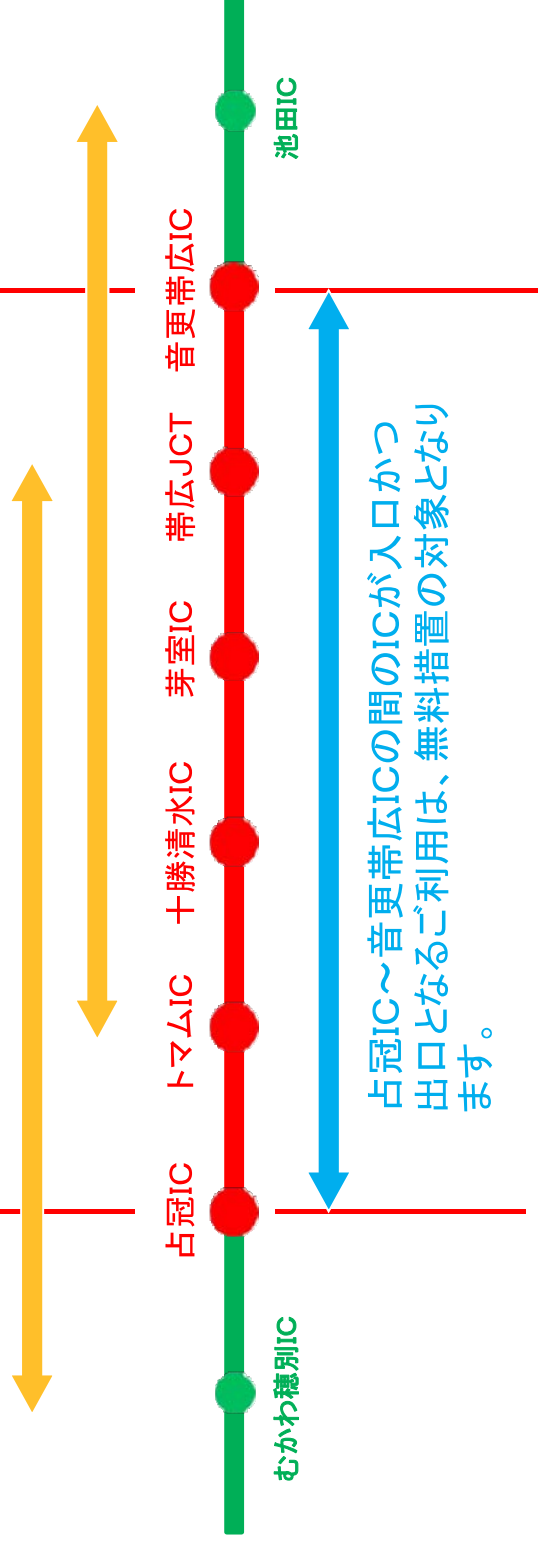 むかわ穂別IC
占冠IC
トマムIC
十勝清水IC
芽室IC
帯広JCT
音更帯広IC
池田IC
占冠IC～音更帯広ICの間のICが入口かつ
出口となるご利用は、無料措置の対象となり
ます。